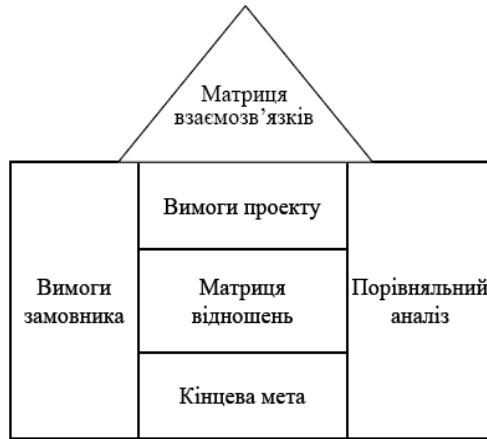 Матриця
взаємозв’язків
Вимоги проекту
Вимоги
замовника
Матриця
відношень
Порівняльний
аналіз
Кінцева мета